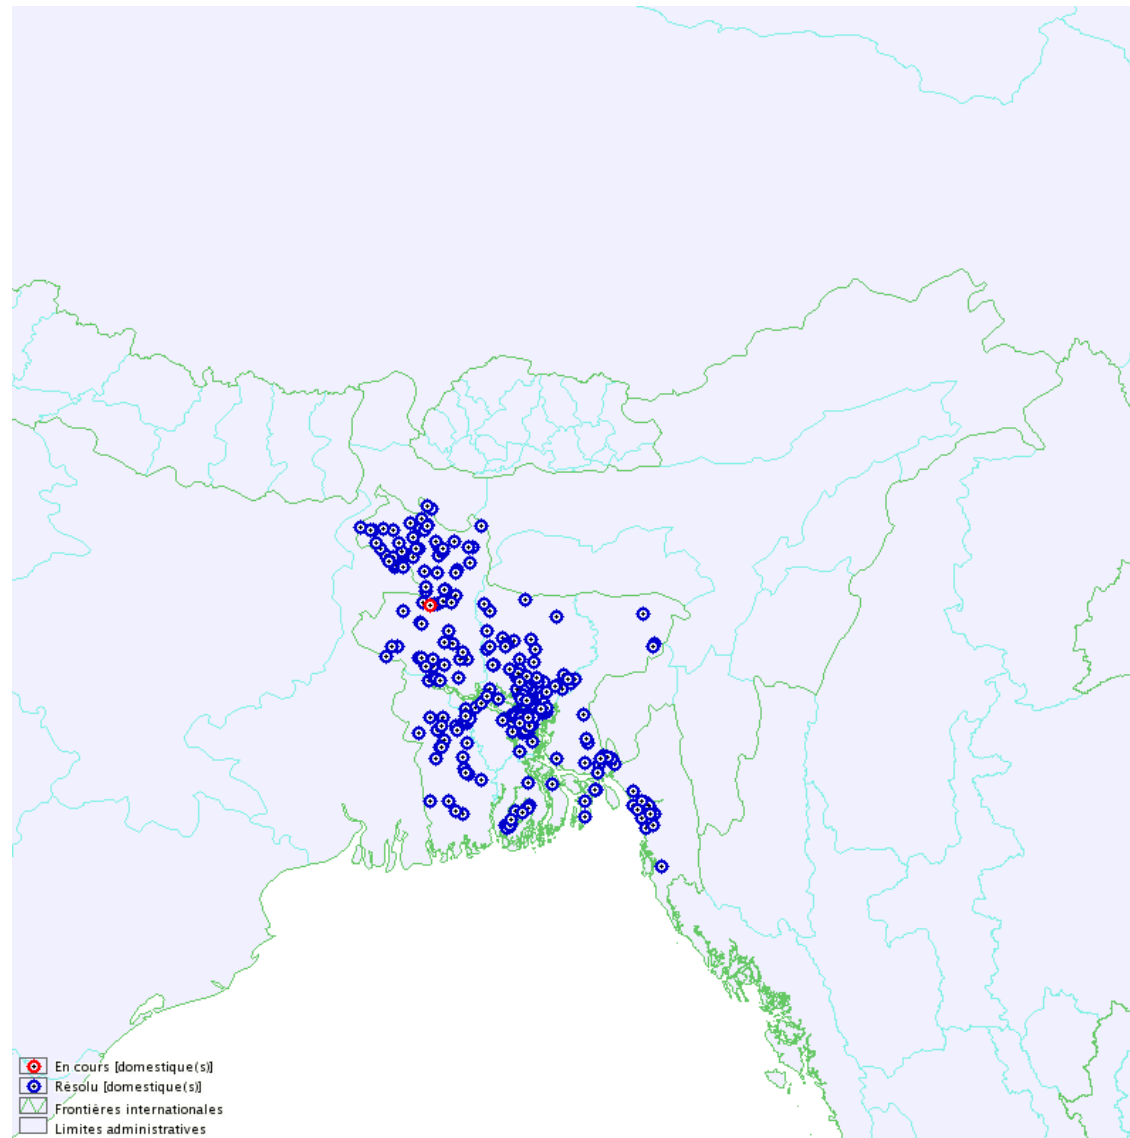 En cours [domestique(s)]
Résolu [domestique(s)]
Frontières internationales
Limites administratives